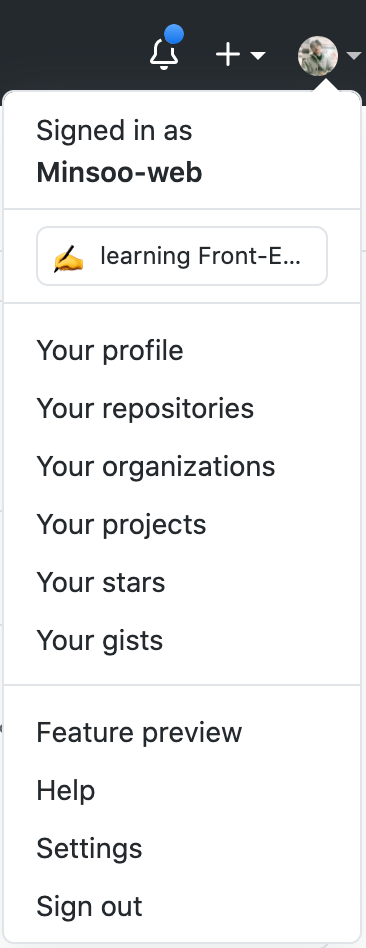 Signed in as
Minsoo-web
✍️ learning Front-E...
Your profile
Your repositories
Your organizations
Your projects
Your stars
Your gists
Feature preview
Help
Settings
Sign out